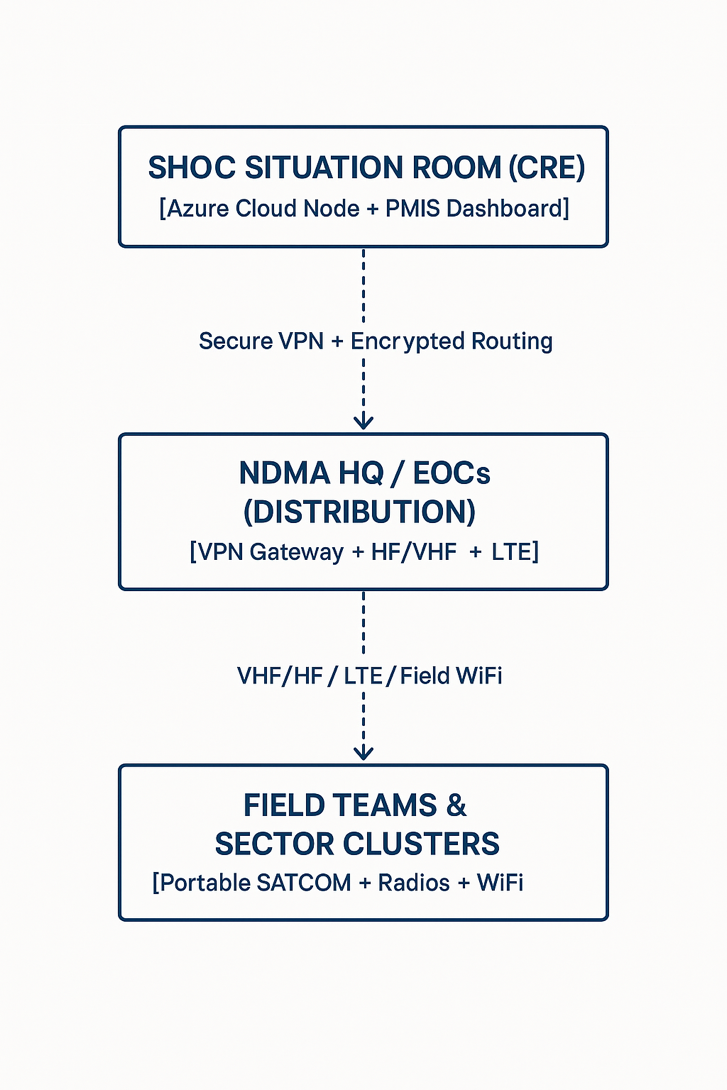 SHOC SITUATION ROOM (CRE)
[Azure Cloud Node + PMIS Dashboard]
Secure VPN + Encrypted Routing
NDMA HQ / EOCs
(DISTRIBUTION)
[VPN Gateway + HF/VHF + LTE]
VHF/HF / LTE / Field WiFi
FIELD TEAMS &
SECTOR CLUSTERS
[Portable SATCOM + Radios + WiFi